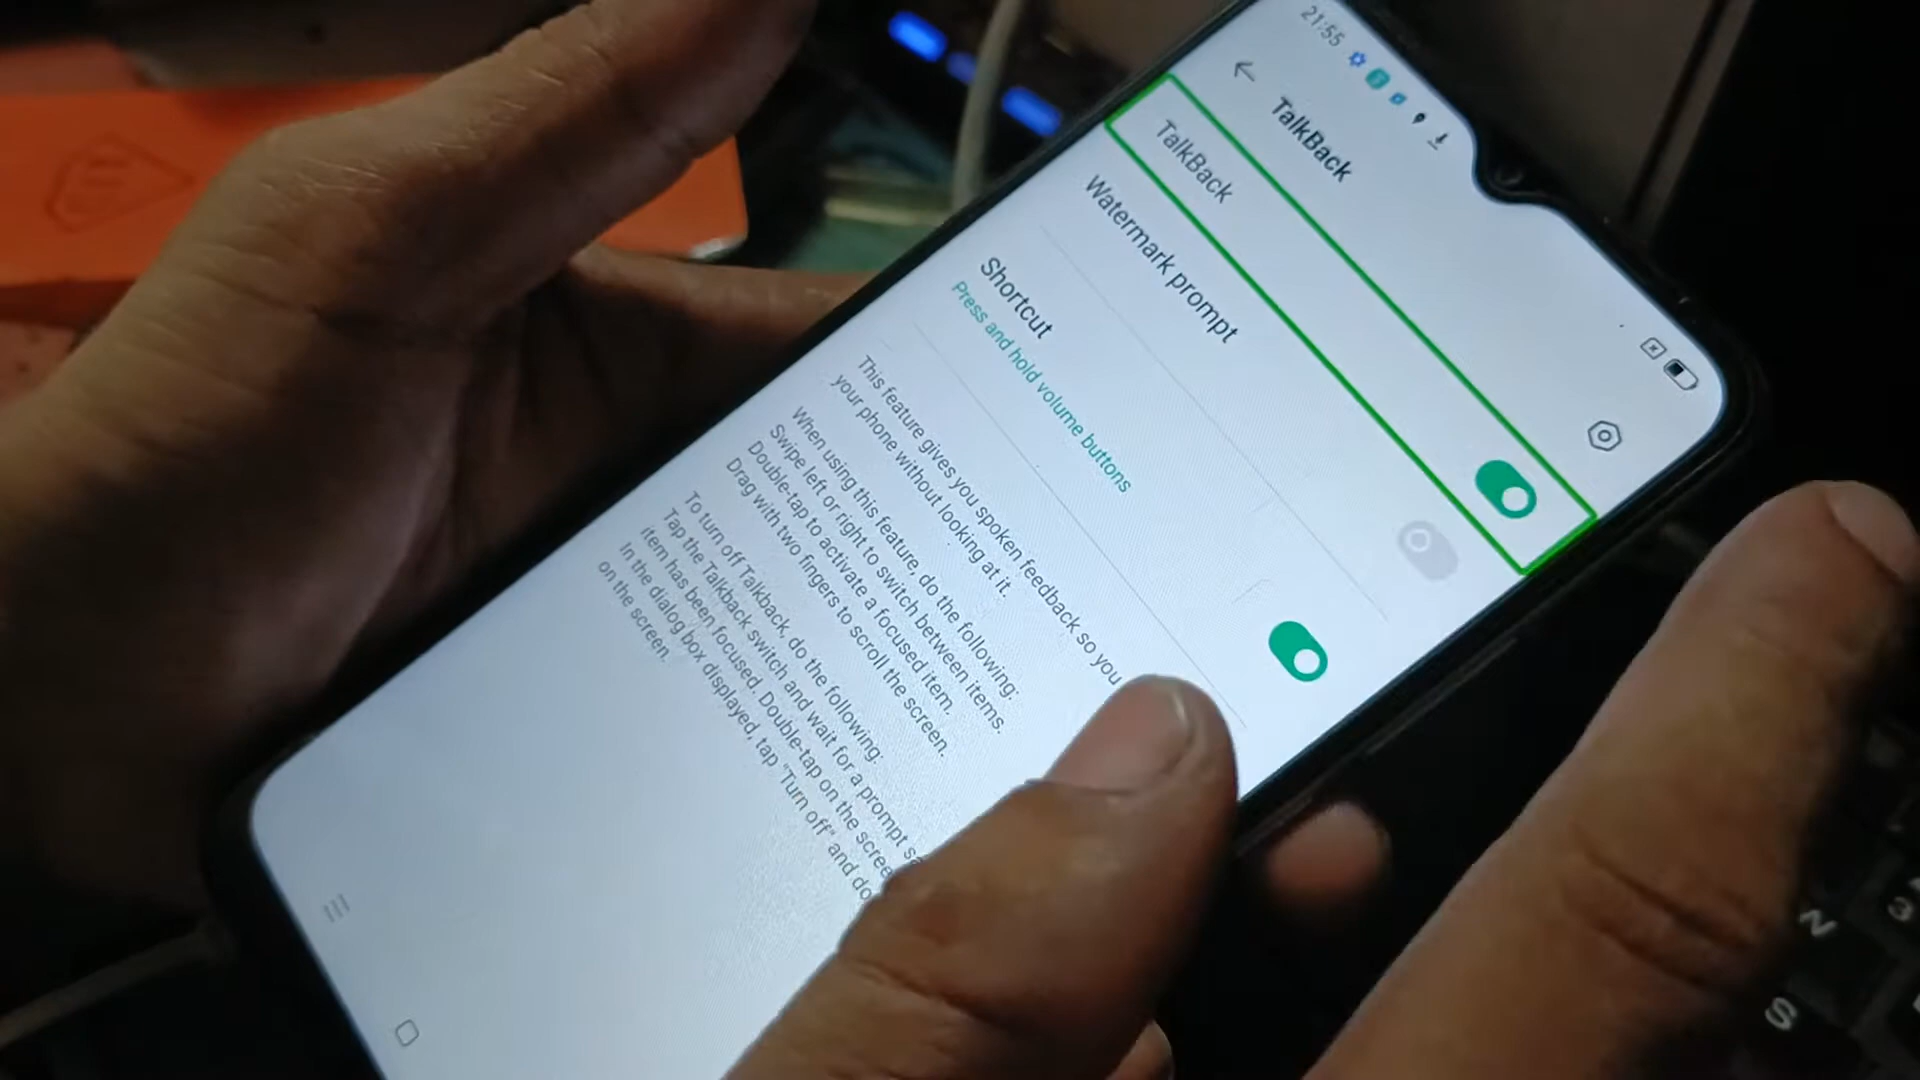 21:55
TalkBack
TalkBack
Watermark prompt
Shortcut
Press and hold volume buttons
This feature gives you spoken feedback so you
your phone without looking at it.
When using this feature, do the following:
Swipe left or right to switch between items.
Double-tap to activate a focused item.
Drag with two fingers to scroll the screen.
To turn off Talkback, do the following:
Tap the Talkback switch and wait for a prompt
item has been focused. Double-tap on the
In the dialog box displayed, tap "Turn off" and
on the screen.
N
3
S